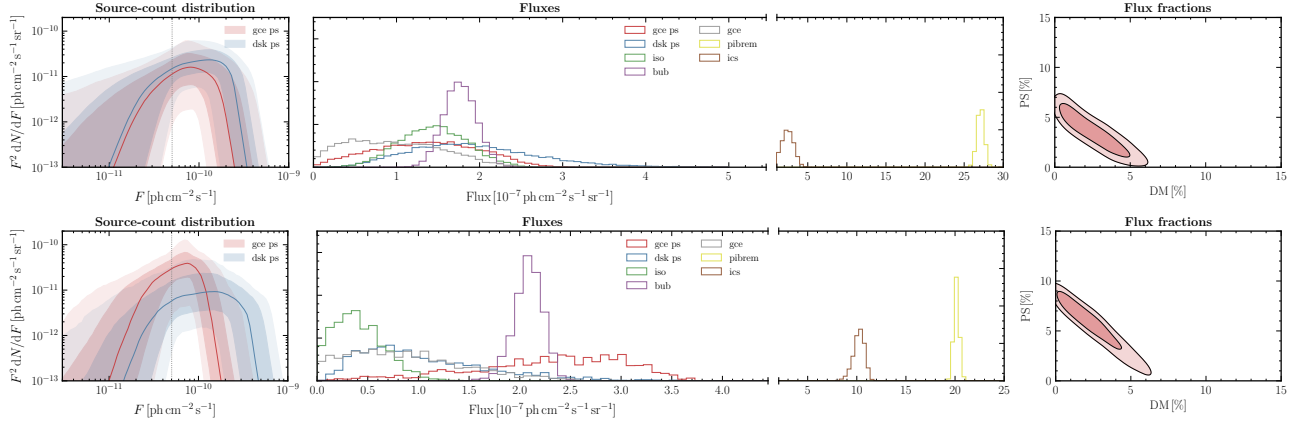 Source-count distribution
Fluxes
Flux fractions
gce ps
dsk ps
gce ps
dsk ps
iso
bub
gce
pibrem
ics
F² dN/dF [ph cm⁻² s⁻¹ sr⁻¹]
10⁻¹⁰
10⁻¹¹
10⁻¹²
10⁻¹³
10⁻¹¹ 10⁻¹⁰ 10⁻⁹
F [ph cm⁻² s⁻¹]
0 1 2 3 4 5
5 10 15 20 25 30
Flux [10⁻⁷ ph cm⁻² s⁻¹ sr⁻¹]
PS [%]
15
10
5
0
0 5 10 15
DM [%]
Source-count distribution
Fluxes
Flux fractions
gce ps
dsk ps
gce ps
dsk ps
iso
bub
gce
pibrem
ics
F² dN/dF [ph cm⁻² s⁻¹ sr⁻¹]
10⁻¹⁰
10⁻¹¹
10⁻¹²
10⁻¹³
10⁻¹¹ 10⁻¹⁰ 10⁻⁹
F [ph cm⁻² s⁻¹]
0.0 0.5 1.0 1.5 2.0 2.5 3.0 3.5 4.0
5 10 15 20 25
Flux [10⁻⁷ ph cm⁻² s⁻¹ sr⁻¹]
PS [%]
15
10
5
0
0 5 10 15
DM [%]